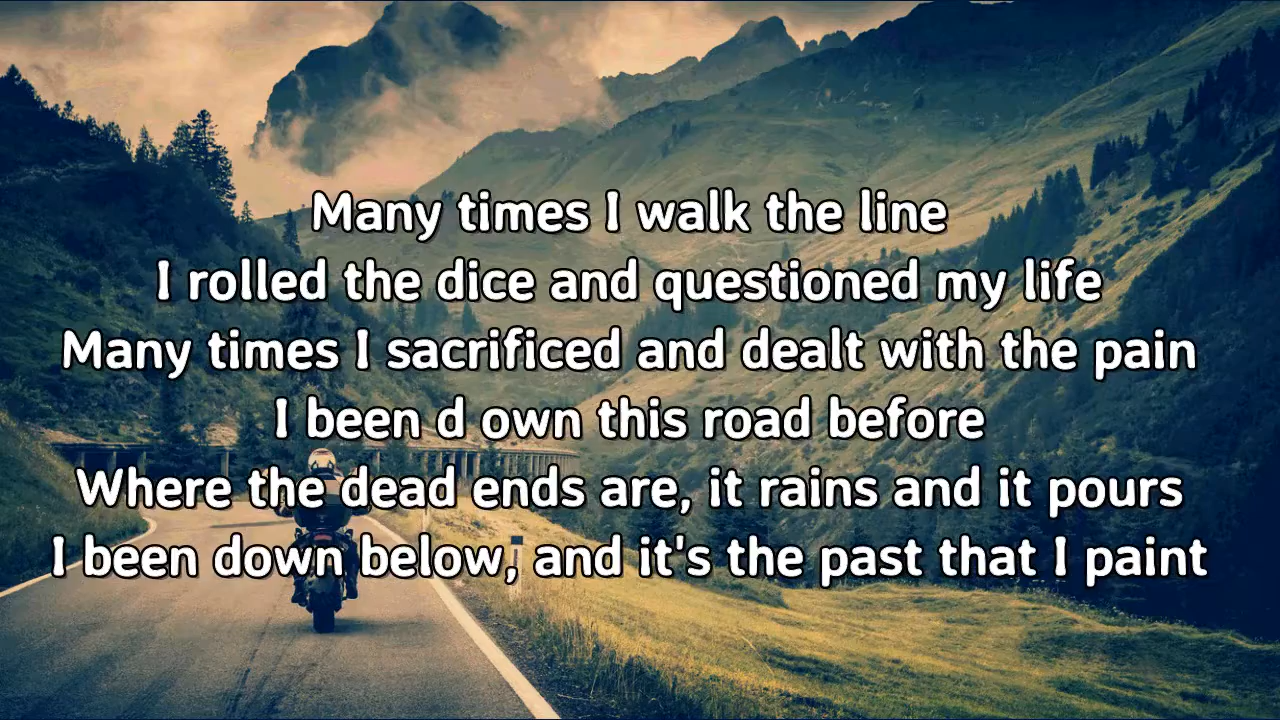 Many times I walk the line
I rolled the dice and questioned my life
Many times I sacrificed and dealt with the pain
I been d own this road before
Where the dead ends are, it rains and it pours
I been down below, and it's the past that I paint